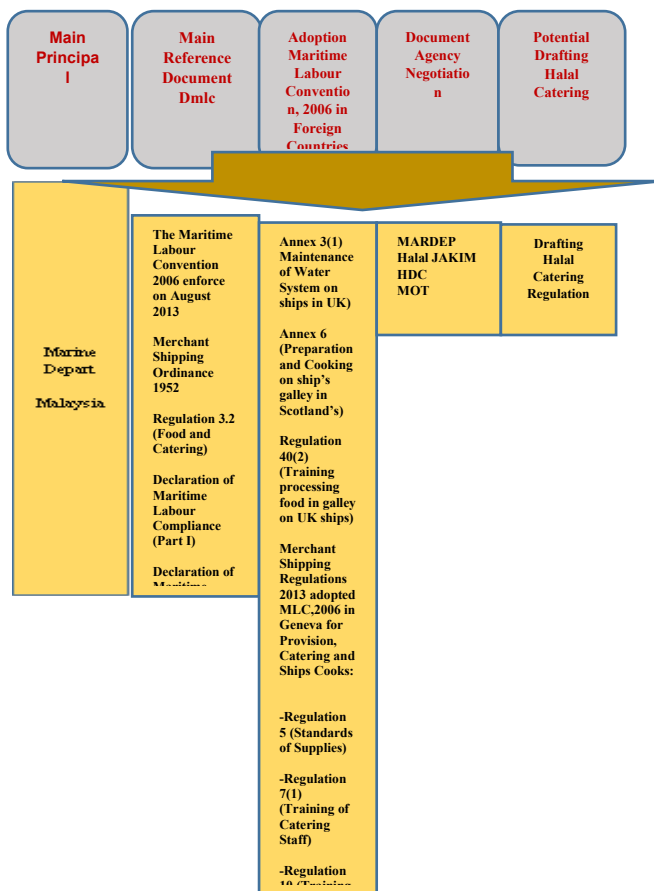 Main
Principa
l
Main
Reference
Document
Dmlc
Adoption
Maritime
Labour
Conventio
n, 2006 in
Foreign
Countries
Document
Agency
Negotiatio
n
Potential
Drafting
Halal
Catering
Marine
Depart
Malaysia
The Maritime
Labour
Convention
2006 enforce
on August
2013
Merchant
Shipping
Ordinance
1952
Regulation 3.2
(Food and
Catering)
Declaration of
Maritime
Labour
Compliance
(Part I)
Declaration of
Maritime
Annex 3(1)
Maintenance
of Water
System on
ships in UK)
Annex 6
(Preparation
and Cooking
on ship's
galley in
Scotland's)
Regulation
40(2)
(Training
processing
food in galley
on UK ships)
Merchant
Shipping
Regulations
2013 adopted
MLC,2006 in
Geneva for
Provision,
Catering and
Ships Cooks:
-Regulation
5 (Standards
of Supplies)
-Regulation
7(1)
(Training of
Catering
Staff)
-Regulation
10 (Training
MARDEP
Halal JAKIM
HDC
MOT
Drafting
Halal
Catering
Regulation